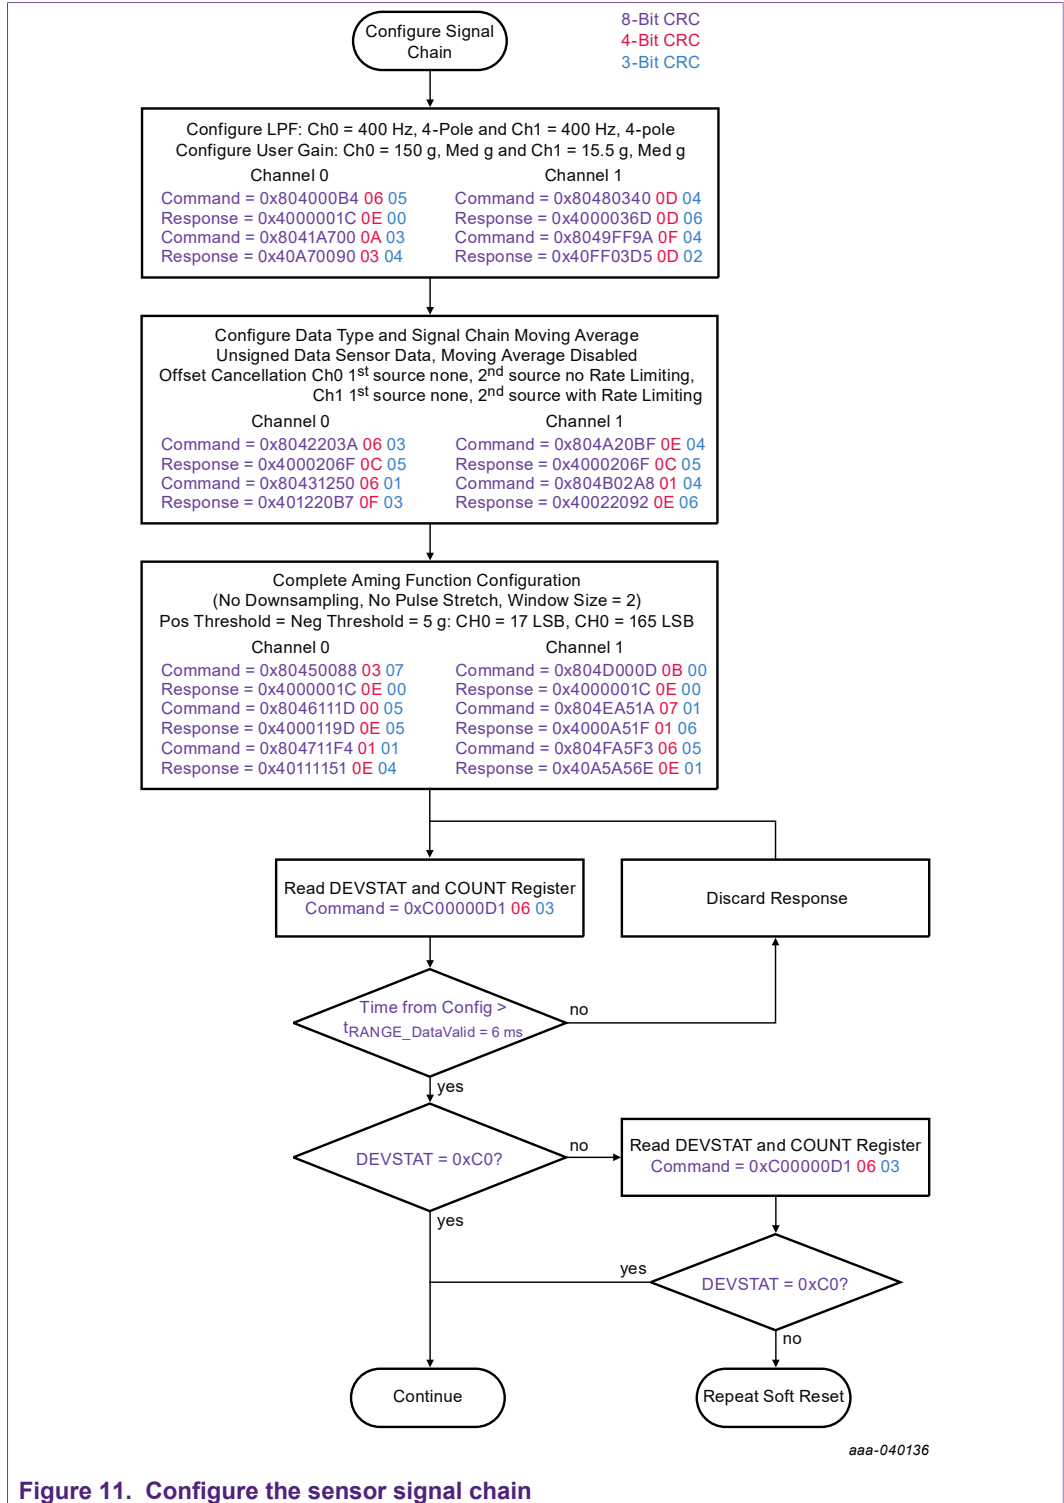 Configure Signal
Chain
8-Bit CRC
4-Bit CRC
3-Bit CRC
Configure LPF: Ch0 = 400 Hz, 4-Pole and Ch1 = 400 Hz, 4-pole
Configure User Gain: Ch0 = 150 g, Med g and Ch1 = 15.5 g, Med g
Channel 0
Command = 0x804000B4 06 05
Response = 0x4000001C 0E 00
Command = 0x8041A700 0A 03
Response = 0x40A70090 03 04
Channel 1
Command = 0x80480340 0D 04
Response = 0x4000036D 0D 06
Command = 0x8049FF9A 0F 04
Response = 0x40FF03D5 0D 02
Configure Data Type and Signal Chain Moving Average
Unsigned Data Sensor Data, Moving Average Disabled
Offset Cancellation Ch0 1st source none, 2nd source no Rate Limiting,
Ch1 1st source none, 2nd source with Rate Limiting
Channel 0
Command = 0x8042203A 06 03
Response = 0x4000206F 0C 05
Command = 0x80431250 06 01
Response = 0x401220B7 0F 03
Channel 1
Command = 0x804A20BF 0E 04
Response = 0x4000206F 0C 05
Command = 0x804B02A8 01 04
Response = 0x40022092 0E 06
Complete Aming Function Configuration
(No Downsampling, No Pulse Stretch, Window Size = 2)
Pos Threshold = Neg Threshold = 5 g: CH0 = 17 LSB, CH0 = 165 LSB
Channel 0
Command = 0x80450088 03 07
Response = 0x4000001C 0E 00
Command = 0x8046111D 00 05
Response = 0x4000119D 0E 05
Command = 0x804711F4 01 01
Response = 0x40111151 0E 04
Channel 1
Command = 0x804D000D 0B 00
Response = 0x4000001C 0E 00
Command = 0x804EA51A 07 01
Response = 0x4000A51F 01 06
Command = 0x804FA5F3 06 05
Response = 0x40A5A56E 0E 01
Read DEVSTAT and COUNT Register
Command = 0xC00000D1 06 03
Discard Response
Time from Config >
tRANGE_DataValid = 6 ms
no
yes
DEVSTAT = 0xC0?
no
Read DEVSTAT and COUNT Register
Command = 0xC00000D1 06 03
yes
yes
DEVSTAT = 0xC0?
no
Continue
Repeat Soft Reset
aaa-040136
Figure 11. Configure the sensor signal chain